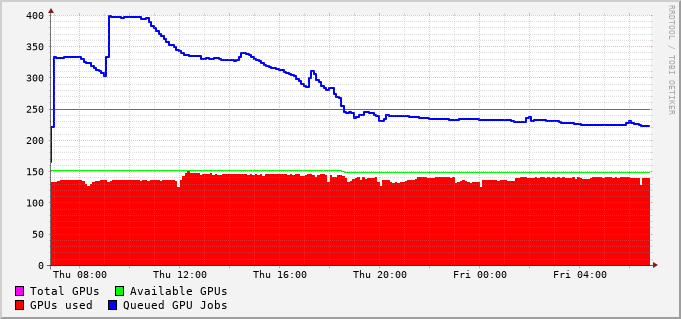 RRDTOOL / TOBI OETIKER
400
350
300
250
200
150
100
50
0
Thu 08:00 Thu 12:00 Thu 16:00 Thu 20:00 Fri 00:00 Fri 04:00
Total GPUs Available GPUs
GPUs used Queued GPU Jobs